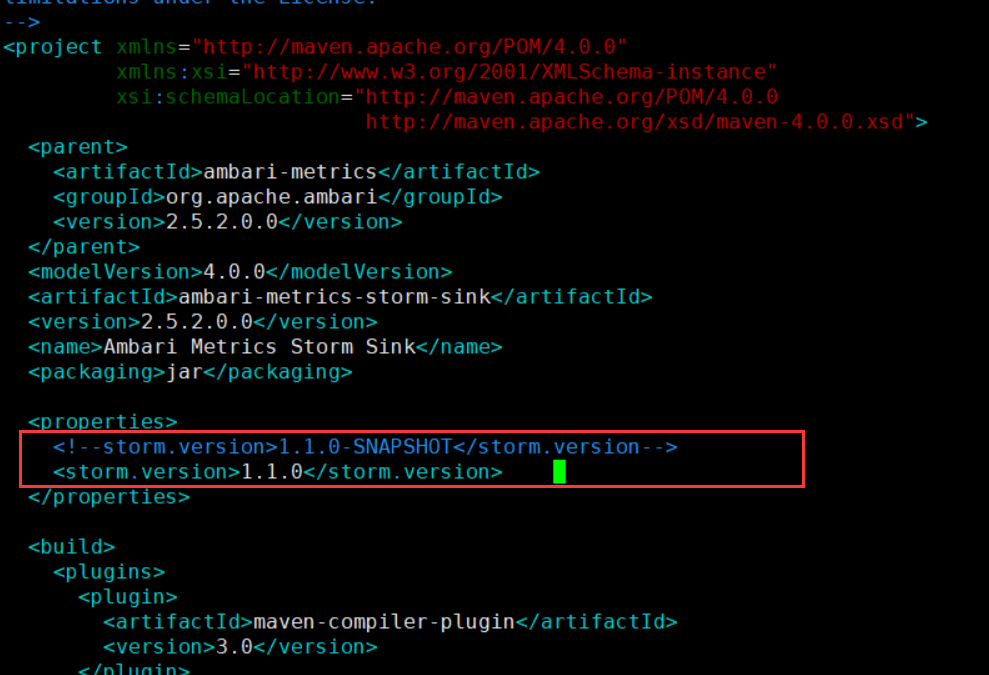 limitations under the License.
-->
<project xmlns="http://maven.apache.org/POM/4.0.0"
xmlns:xsi="http://www.w3.org/2001/XMLSchema-instance"
xsi:schemaLocation="http://maven.apache.org/POM/4.0.0
http://maven.apache.org/xsd/maven-4.0.0.xsd">
<parent>
<artifactId>ambari-metrics</artifactId>
<groupId>org.apache.ambari</groupId>
<version>2.5.2.0.0</version>
</parent>
<modelVersion>4.0.0</modelVersion>
<artifactId>ambari-metrics-storm-sink</artifactId>
<version>2.5.2.0.0</version>
<name>Ambari Metrics Storm Sink</name>
<packaging>jar</packaging>
<properties>
<!--storm.version>1.1.0-SNAPSHOT</storm.version-->
<storm.version>1.1.0</storm.version>
</properties>
<build>
<plugins>
<plugin>
<artifactId>maven-compiler-plugin</artifactId>
<version>3.0</version>
</plugin>